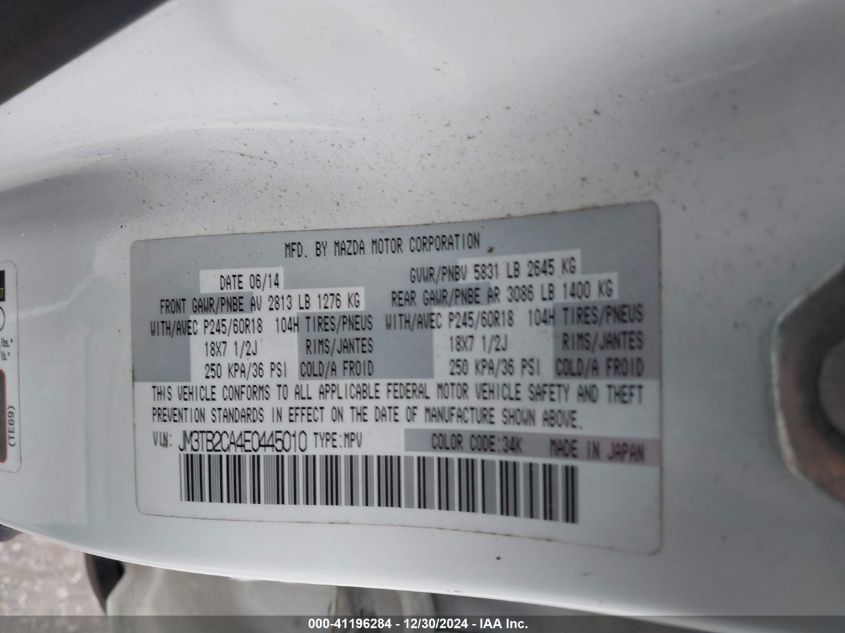 MFD. BY MAZDA MOTOR CORPORATION
DATE 06/14 GVWR/PNBV 5831 LB 2645 KG
FRONT GAWR/PNBE AV 2813 LB 1276 KG REAR GAWR/PNBE AR 3086 LB 1400 KG
WITH/AVEC P245/60R18 104H TIRES/PNEUS WITH/AVEC P245/60R18 104H TIRES/PNEUS
18X7 1/2J RIMS/JANTES 18X7 1/2J RIMS/JANTES
250 KPA/36 PSI COLD/A FROID 250 KPA/36 PSI COLD/A FROID
THIS VEHICLE CONFORMS TO ALL APPLICABLE FEDERAL MOTOR VEHICLE SAFETY AND THEFT
PREVENTION STANDARDS IN EFFECT ON THE DATE OF MANUFACTURE SHOWN ABOVE.
VIN: JM3TB2CA4E0445010 TYPE:MPV COLOR CODE:34K MADE IN JAPAN
(TE69)
lbs.*
lb.*
000-41196284 - 12/30/2024 - IAA Inc.